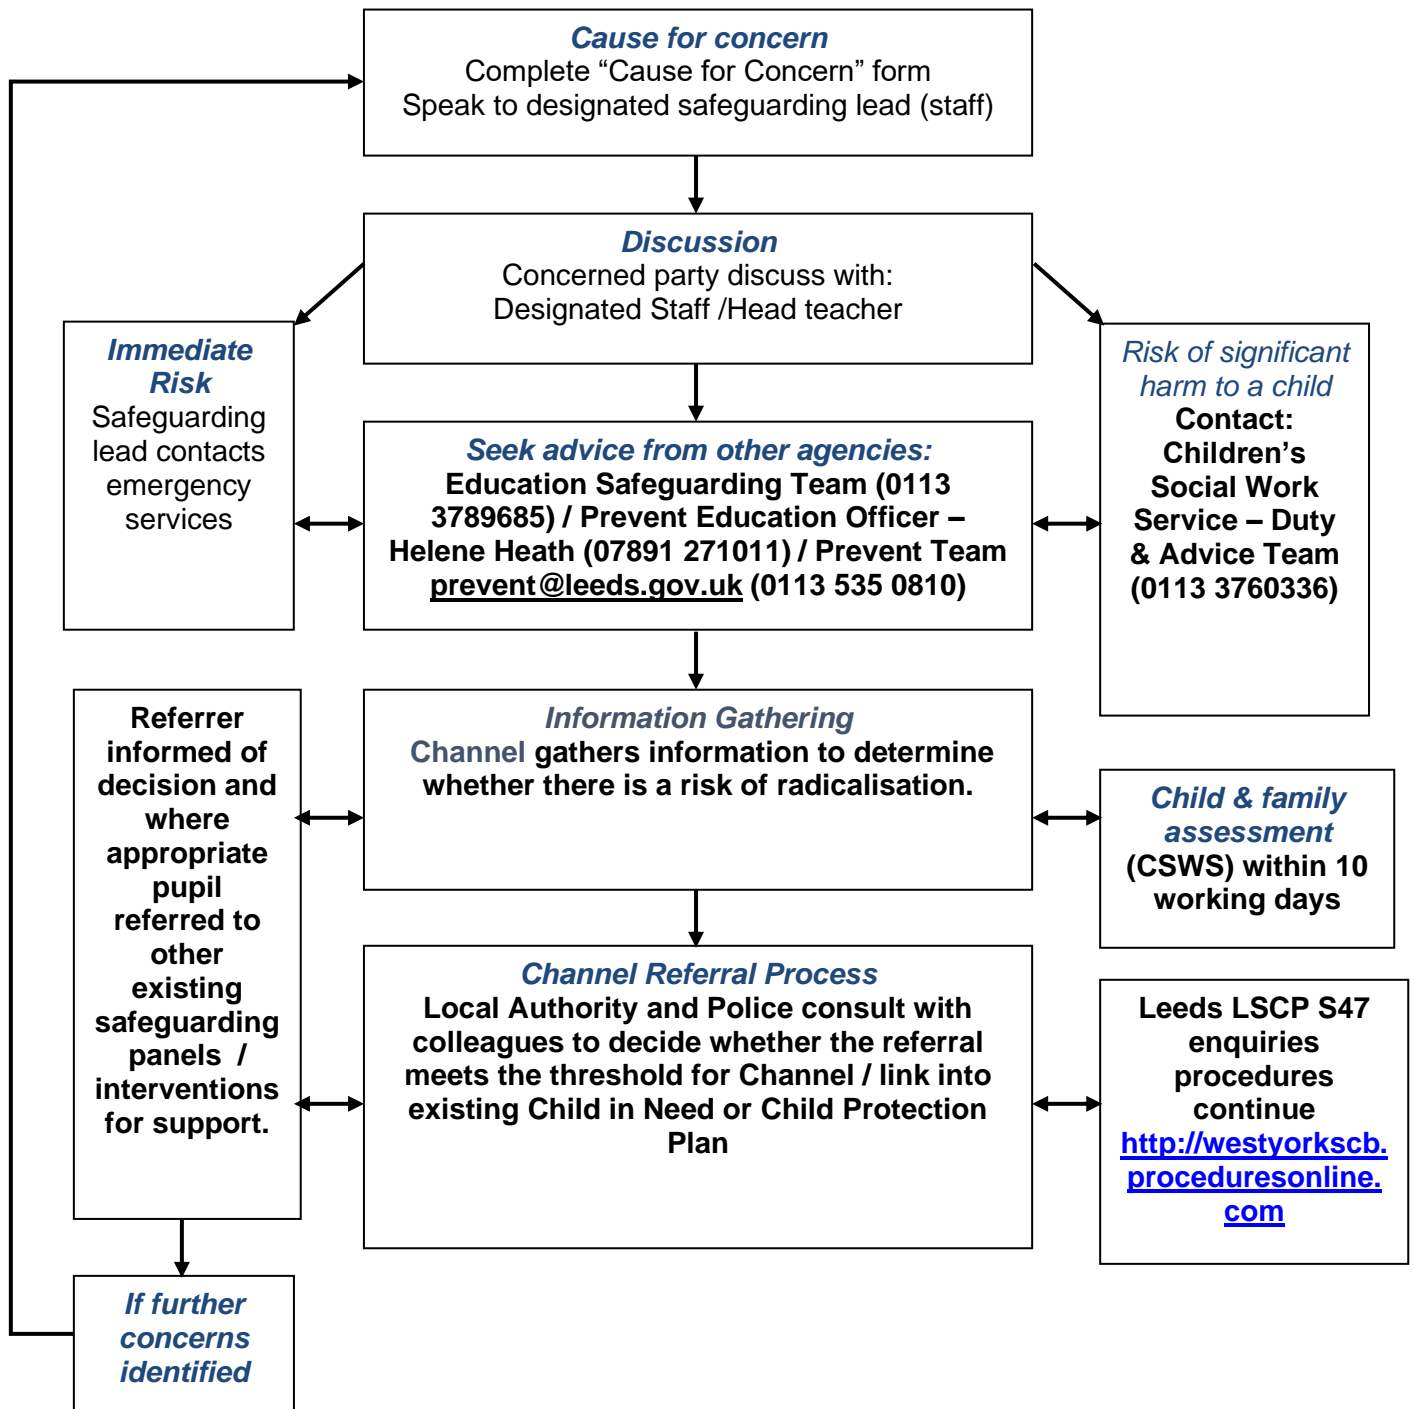 Cause for concern
Complete “Cause for Concern” form
Speak to designated safeguarding lead (staff)
Discussion
Concerned party discuss with:
Designated Staff /Head teacher
Immediate
Risk
Safeguarding
lead contacts
emergency
services
Seek advice from other agencies:
Education Safeguarding Team (0113
3789685) / Prevent Education Officer –
Helene Heath (07891 271011) / Prevent Team
prevent@leeds.gov.uk (0113 535 0810)
Risk of significant
harm to a child
Contact:
Children’s
Social Work
Service – Duty
& Advice Team
(0113 3760336)
Referrer
informed of
decision and
where
appropriate
pupil
referred to
other
existing
safeguarding
panels /
interventions
for support.
Information Gathering
Channel gathers information to determine
whether there is a risk of radicalisation.
Child & family
assessment
(CSWS) within 10
working days
Channel Referral Process
Local Authority and Police consult with
colleagues to decide whether the referral
meets the threshold for Channel / link into
existing Child in Need or Child Protection
Plan
Leeds LSCP S47
enquiries
procedures
continue
http://westyorkscb.
proceduresonline.
com
If further
concerns
identified